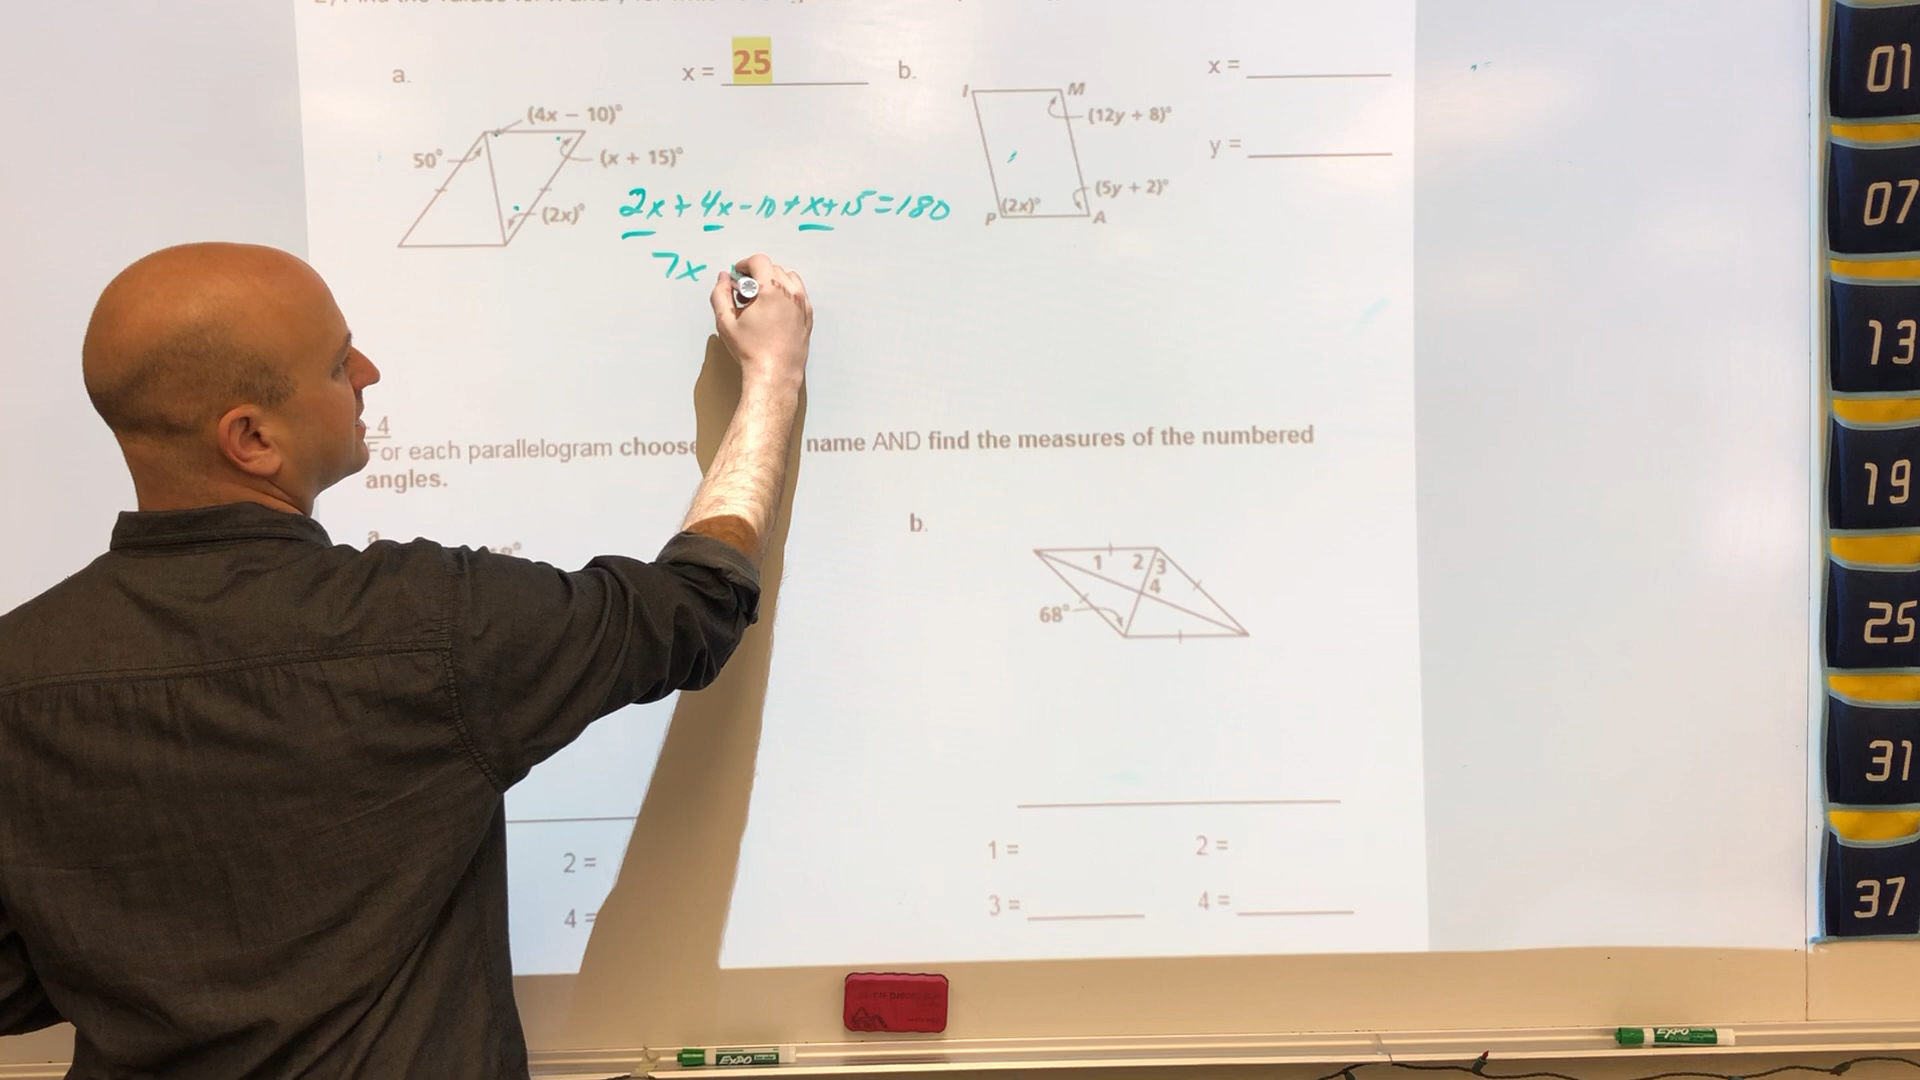 a.
x = 25
(4x – 10)°
50°
(x + 15)°
(2x)°
2x + 4x - 10 + x + 15 = 180
7x
b.
x =
I
M
(12y + 8)°
y =
(5y + 2)°
(2x)°
P
A
4
For each parallelogram choose name AND find the measures of the numbered
angles.
a
2 =
4 =
b.
1 2 3
4
68°
1 = 2 =
3 = 4 =
EXPO
EXPO
01
07
13
19
25
31
37